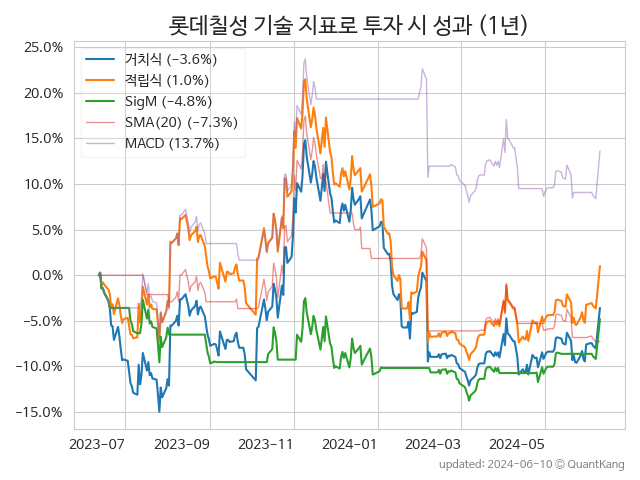 롯데칠성 기술 지표로 투자 시 성과 (1년)
25.0%
20.0%
15.0%
10.0%
5.0%
0.0%
−5.0%
−10.0%
−15.0%
거치식 (−3.6%)
적립식 (1.0%)
SigM (−4.8%)
SMA(20) (−7.3%)
MACD (13.7%)
2023−07
2023−09
2023−11
2024−01
2024−03
2024−05
updated: 2024−06−10 © QuantKang